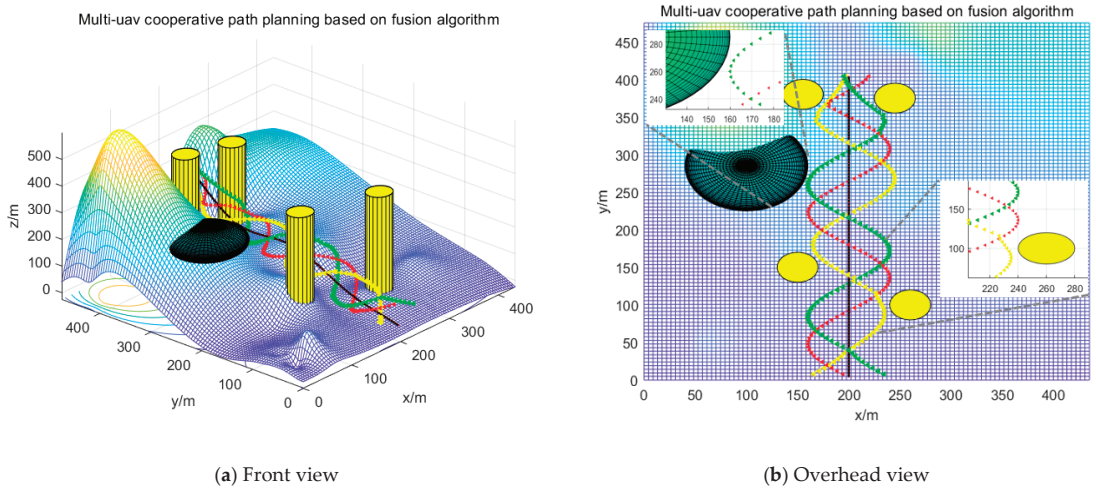 Multi-uav cooperative path planning based on fusion algorithm
500
400
300
200
100
0
z/m
400
300
200
100
0
y/m
0
100
200
300
400
x/m
(a) Front view
Multi-uav cooperative path planning based on fusion algorithm
450
400
350
300
250
200
150
100
50
0
y/m
280
260
240
140 150 160 170 180
150
100
220 240 260 280
0 50 100 150 200 250 300 350 400
x/m
(b) Overhead view